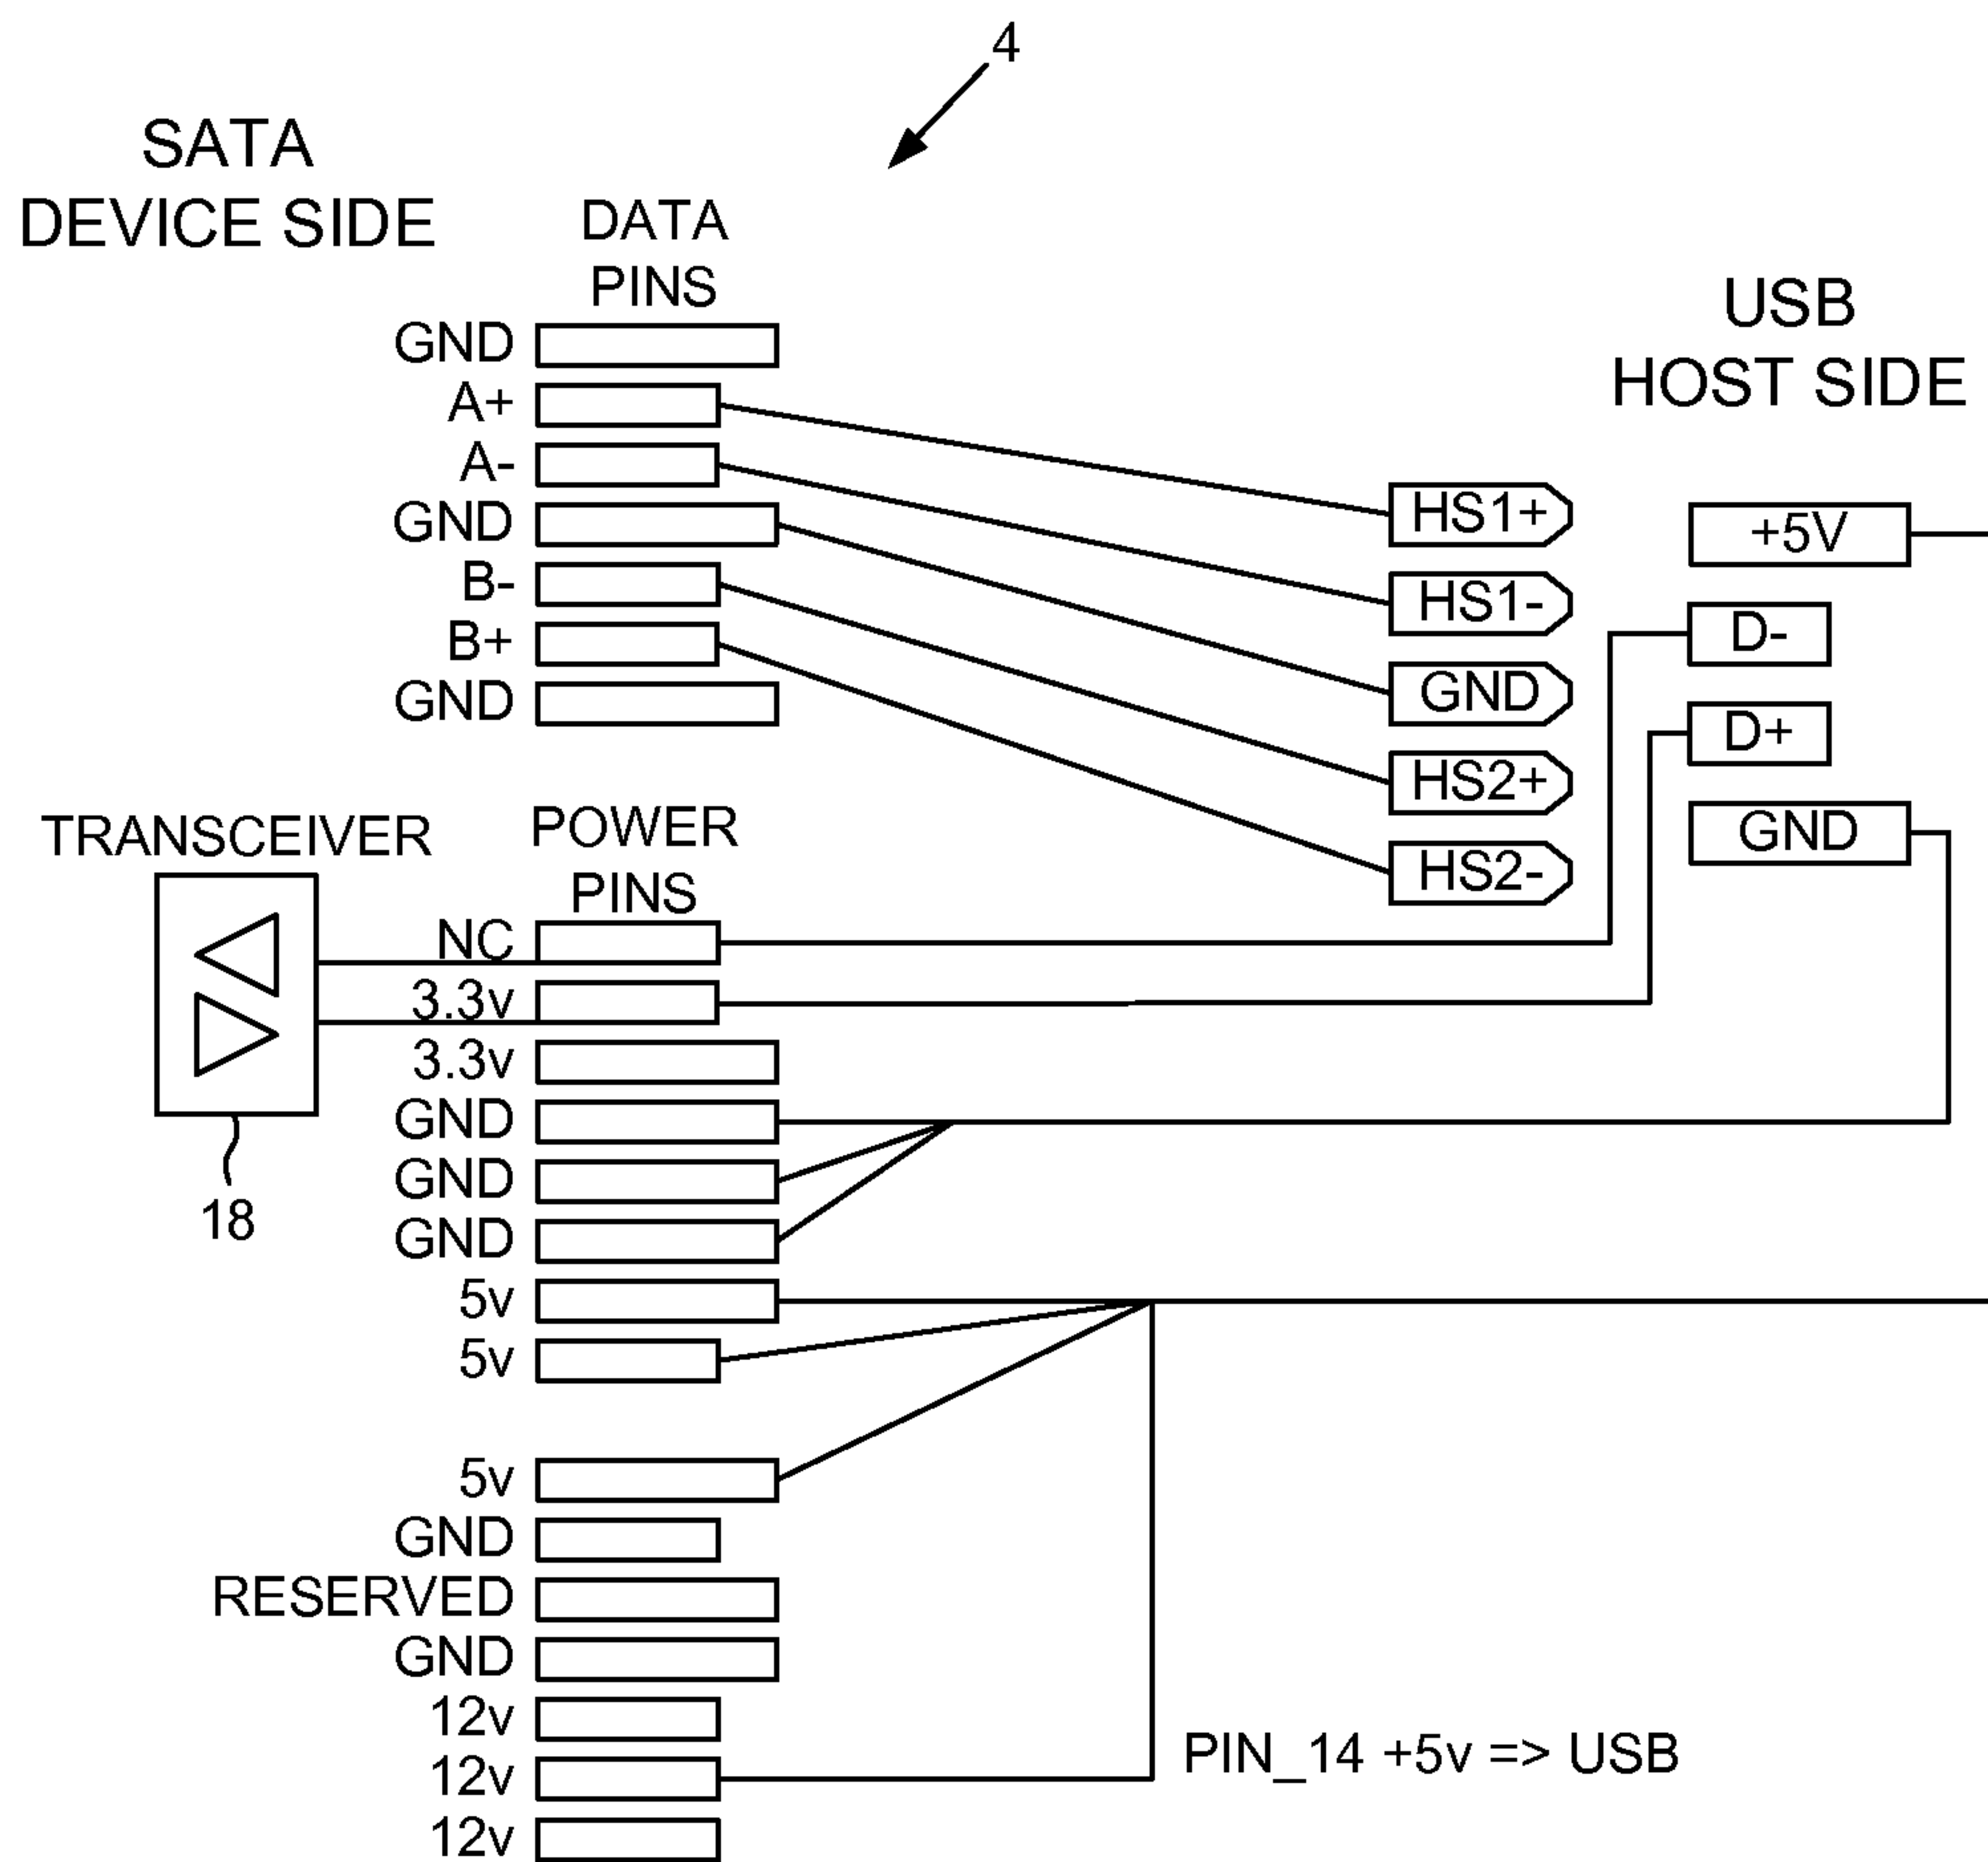 4
SATA
DEVICE SIDE
DATA
PINS
GND
A+
A-
GND
B-
B+
GND
USB
HOST SIDE
HS1+
HS1-
GND
HS2+
HS2-
+5V
D-
D+
GND
TRANSCEIVER
18
POWER
PINS
NC
3.3v
3.3v
GND
GND
GND
5v
5v
5v
GND
RESERVED
GND
12v
12v
12v
PIN_14 +5v => USB